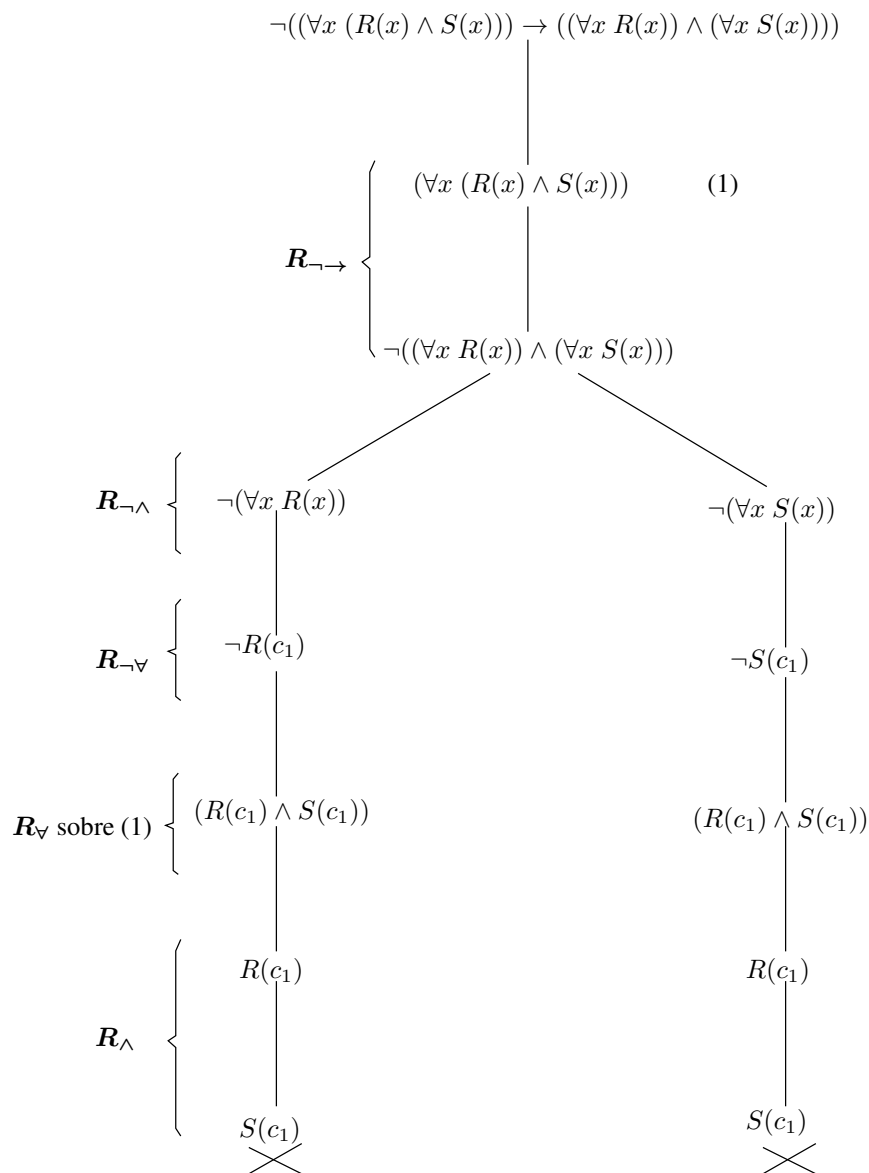 ¬((∀x (R(x) ∧ S(x))) → ((∀x R(x)) ∧ (∀x S(x))))
(∀x (R(x) ∧ S(x))) (1)
R¬→
¬((∀x R(x)) ∧ (∀x S(x)))
R¬∧ ¬(∀x R(x)) ¬(∀x S(x))
R¬∀ ¬R(c₁) ¬S(c₁)
R∀ sobre (1) (R(c₁) ∧ S(c₁)) (R(c₁) ∧ S(c₁))
R(c₁) R(c₁)
R∧
S(c₁) S(c₁)